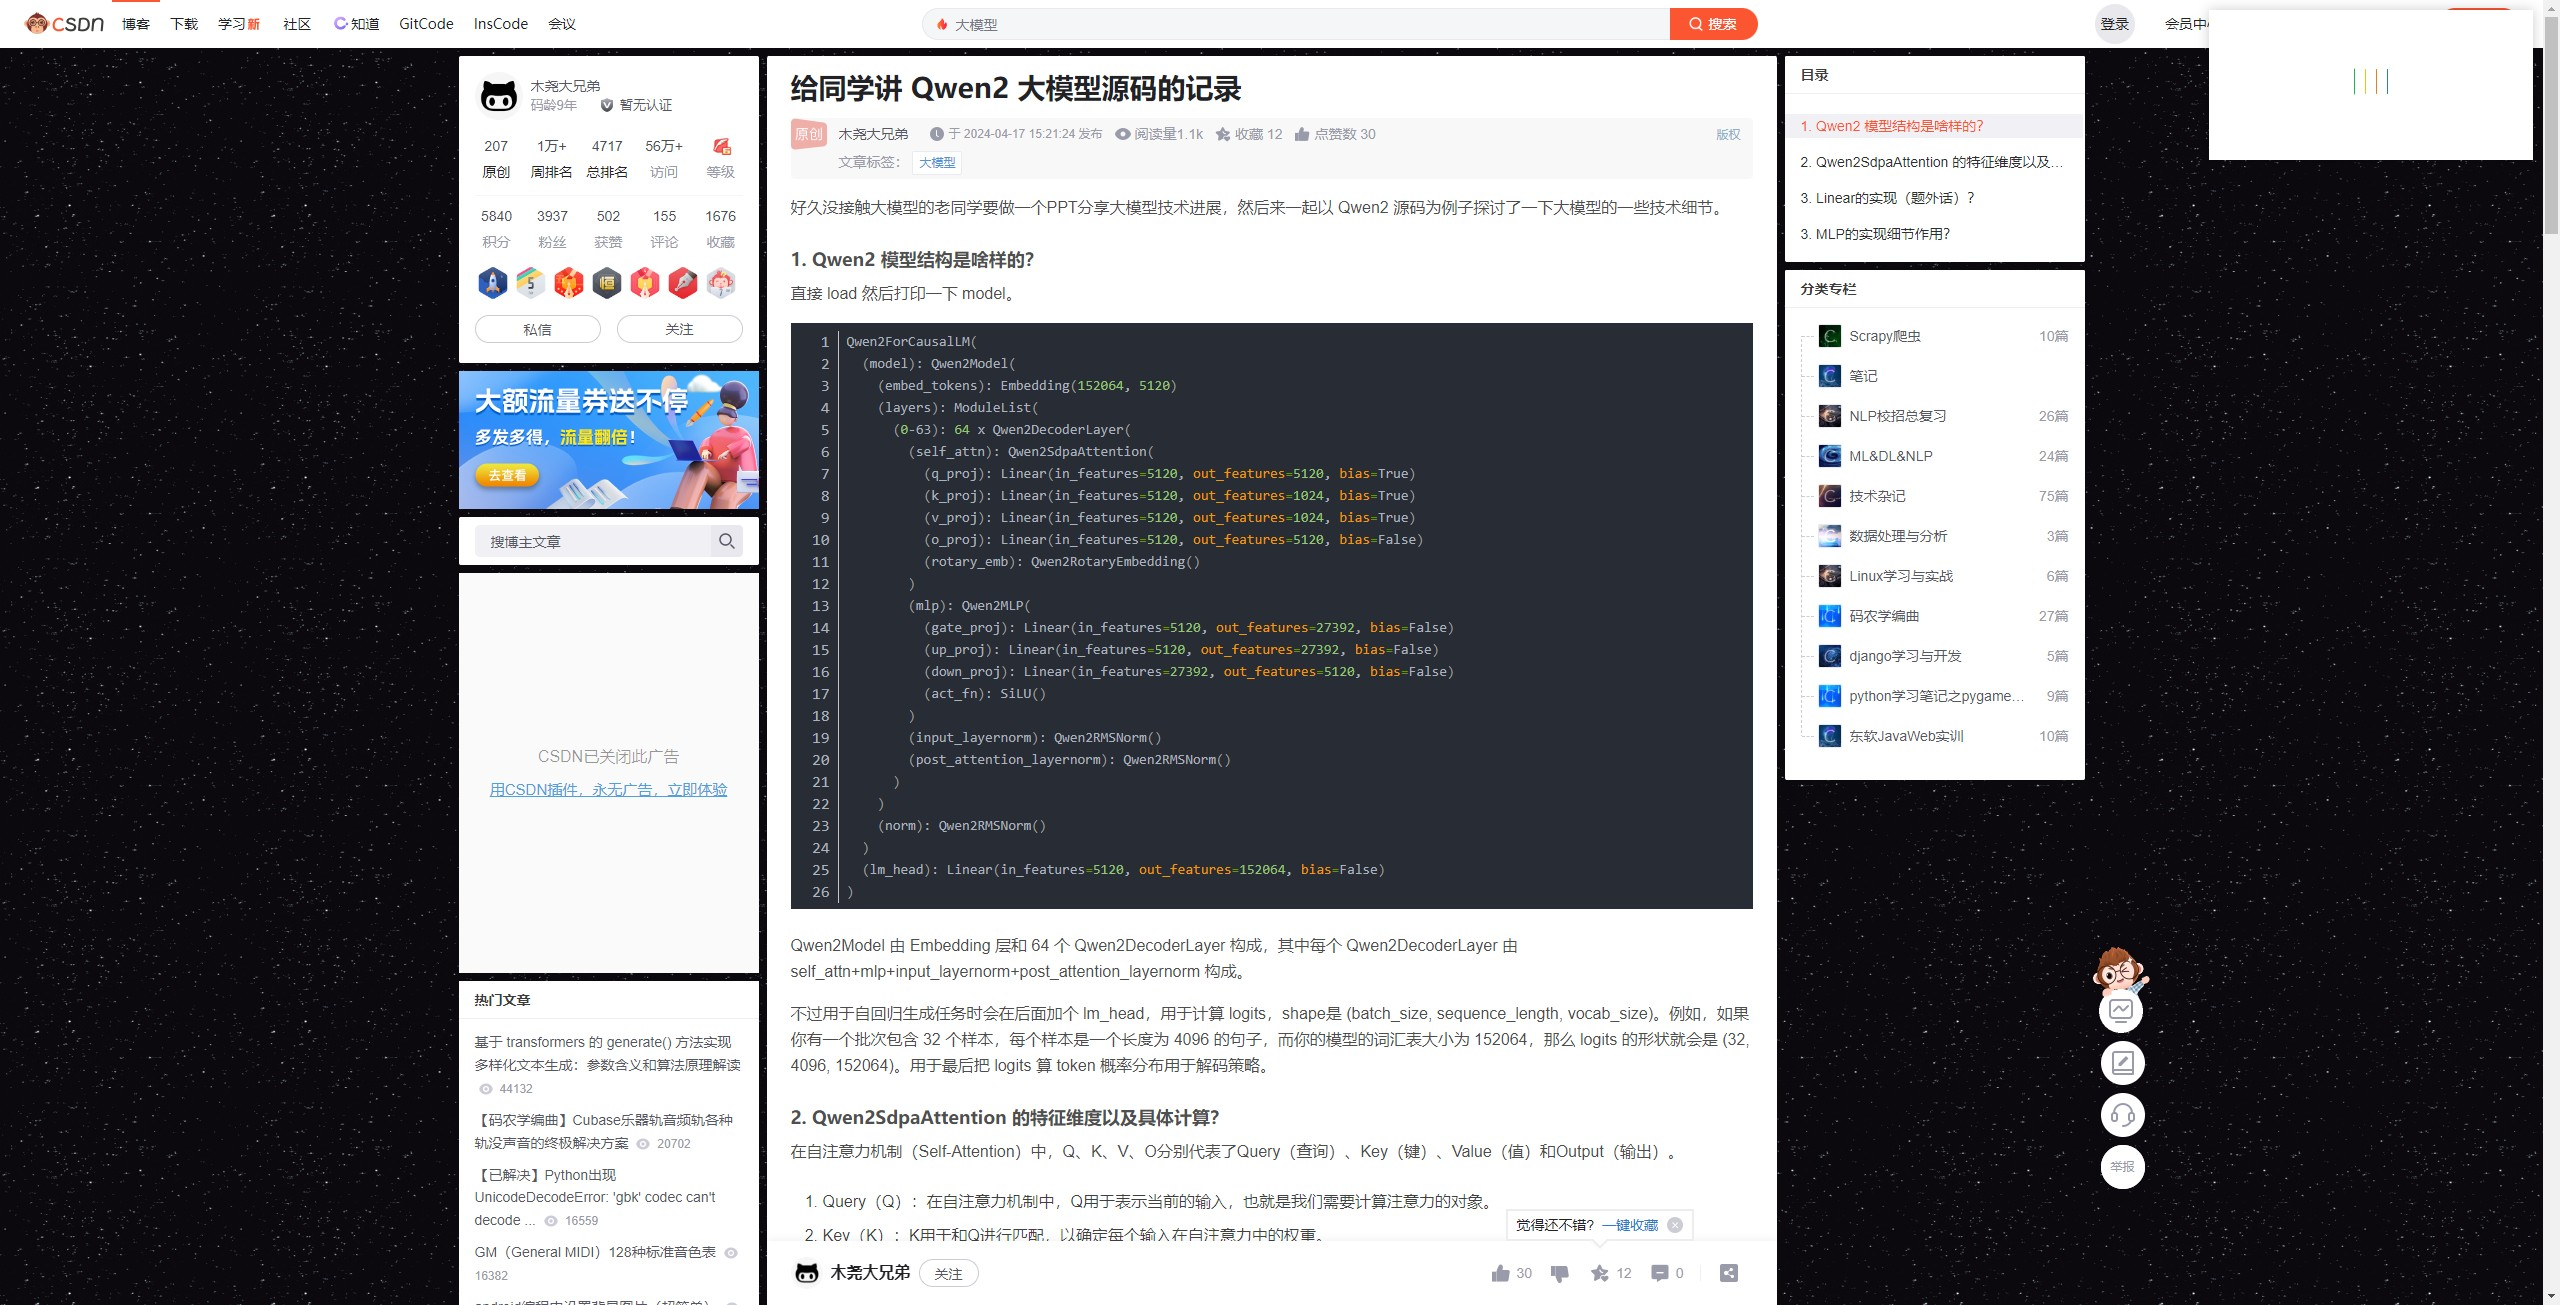 CSDN 博客 下载 学习新 社区 知道 GitCode InsCode 会议
大模型
搜索
登录
会员中
木尧大兄弟
码龄9年 暂无认证
207 1万+ 4717 56万+
原创 周排名 总排名 访问 等级
5840 3937 502 155 1676
积分 粉丝 获赞 评论 收藏
私信 关注
大额流量券送不停
多发多得，流量翻倍！
去查看
搜博主文章
CSDN已关闭此广告
用CSDN插件，永无广告，立即体验
热门文章
基于 transformers 的 generate() 方法实现
多样化文本生成：参数含义和算法原理解读
44132
【码农学编曲】Cubase乐器轨音频轨各种
轨没声音的终极解决方案 20702
【已解决】Python出现
UnicodeDecodeError: 'gbk' codec can't
decode ... 16559
GM（General MIDI）128种标准音色表
16382
给同学讲 Qwen2 大模型源码的记录
原创 木尧大兄弟 于 2024-04-17 15:21:24 发布 阅读量1.1k 收藏 12 点赞数 30 版权
文章标签： 大模型
好久没接触大模型的老同学要做一个PPT分享大模型技术进展，然后来一起以 Qwen2 源码为例子探讨了一下大模型的一些技术细节。
1. Qwen2 模型结构是啥样的？
直接 load 然后打印一下 model。
1 Qwen2ForCausalLM(
2 (model): Qwen2Model(
3 (embed_tokens): Embedding(152064, 5120)
4 (layers): ModuleList(
5 (0-63): 64 x Qwen2DecoderLayer(
6 (self_attn): Qwen2SdpaAttention(
7 (q_proj): Linear(in_features=5120, out_features=5120, bias=True)
8 (k_proj): Linear(in_features=5120, out_features=1024, bias=True)
9 (v_proj): Linear(in_features=5120, out_features=1024, bias=True)
10 (o_proj): Linear(in_features=5120, out_features=5120, bias=False)
11 (rotary_emb): Qwen2RotaryEmbedding()
12 )
13 (mlp): Qwen2MLP(
14 (gate_proj): Linear(in_features=5120, out_features=27392, bias=False)
15 (up_proj): Linear(in_features=5120, out_features=27392, bias=False)
16 (down_proj): Linear(in_features=27392, out_features=5120, bias=False)
17 (act_fn): SiLU()
18 )
19 (input_layernorm): Qwen2RMSNorm()
20 (post_attention_layernorm): Qwen2RMSNorm()
21 )
22 )
23 (norm): Qwen2RMSNorm()
24 )
25 (lm_head): Linear(in_features=5120, out_features=152064, bias=False)
26 )
Qwen2Model 由 Embedding 层和 64 个 Qwen2DecoderLayer 构成，其中每个 Qwen2DecoderLayer 由
self_attn+mlp+input_layernorm+post_attention_layernorm 构成。
不过用于自回归生成任务时会在后面加个 lm_head，用于计算 logits，shape是 (batch_size, sequence_length, vocab_size)。例如，如果
你有一个批次包含 32 个样本，每个样本是一个长度为 4096 的句子，而你的模型的词汇表大小为 152064，那么 logits 的形状就会是 (32,
4096, 152064)。用于最后把 logits 算 token 概率分布用于解码策略。
2. Qwen2SdpaAttention 的特征维度以及具体计算？
在自注意力机制（Self-Attention）中，Q、K、V、O分别代表了Query（查询）、Key（键）、Value（值）和Output（输出）。
1. Query（Q）：在自注意力机制中，Q用于表示当前的输入，也就是我们需要计算注意力的对象。
2. Key（K）：K用于和Q进行匹配，以确定每个输入在自注意力中的权重。
觉得还不错？ 一键收藏
木尧大兄弟 关注 30 12 0
目录
1. Qwen2 模型结构是啥样的？
2. Qwen2SdpaAttention 的特征维度以及…
3. Linear的实现（题外话）？
3. MLP的实现细节作用？
分类专栏
Scrapy爬虫 10篇
笔记
NLP校招总复习 26篇
ML&DL&NLP 24篇
技术杂记 75篇
数据处理与分析 3篇
Linux学习与实战 6篇
码农学编曲 27篇
django学习与开发 5篇
python学习笔记之pygame… 9篇
东软JavaWeb实训 10篇
举报